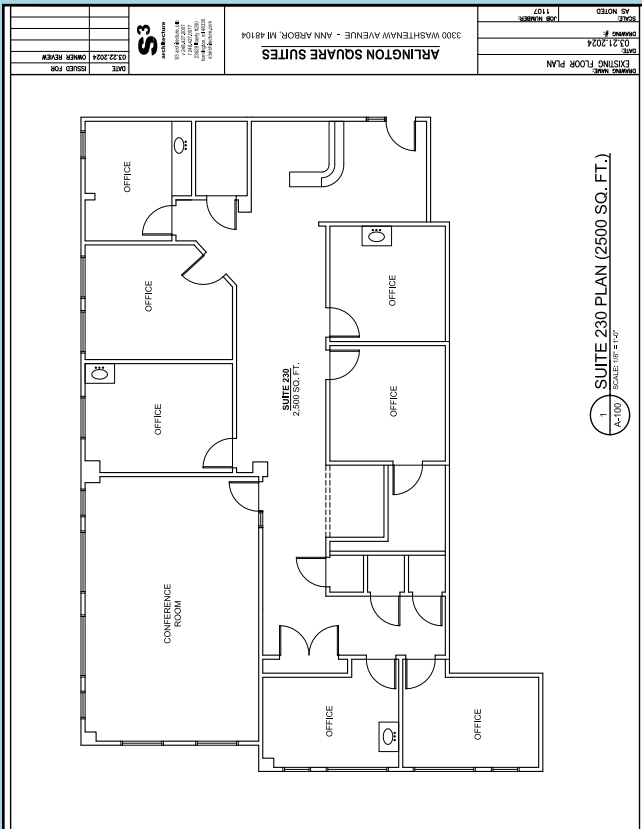 DRAWING NAME:
EXISTING FLOOR PLAN
DATE:
03.21.2024
DRAWING #:
SCALE:
AS NOTED
JOB NUMBER:
1107
ARLINGTON SQUARE SUITES
3300 WASHTENAW AVENUE - ANN ARBOR, MI 48104
S3
architecture
DATE
ISSUED FOR
03.22.2024
OWNER REVIEW
OFFICE
OFFICE
OFFICE
CONFERENCE
ROOM
SUITE 230
2,500 SQ. FT.
OFFICE
OFFICE
OFFICE
OFFICE
1
A-100
SUITE 230 PLAN (2500 SQ. FT.)
SCALE: 1/8" = 1'-0"